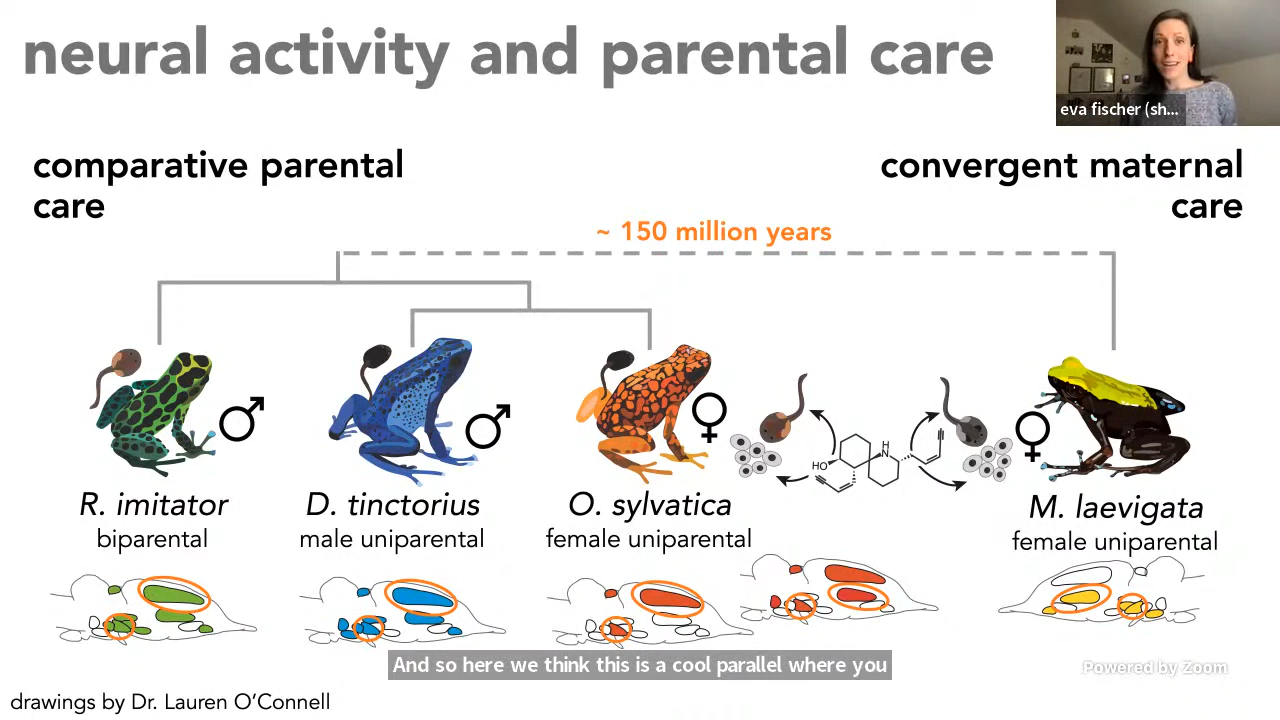 neural activity and parental care
eva fischer (sh...
comparative parental
care
convergent maternal
care
~ 150 million years
HO
H
N
R. imitator
biparental
D. tinctorius
male uniparental
O. sylvatica
female uniparental
M. laevigata
female uniparental
And so here we think this is a cool parallel where you
Powered by Zoom
drawings by Dr. Lauren O’Connell